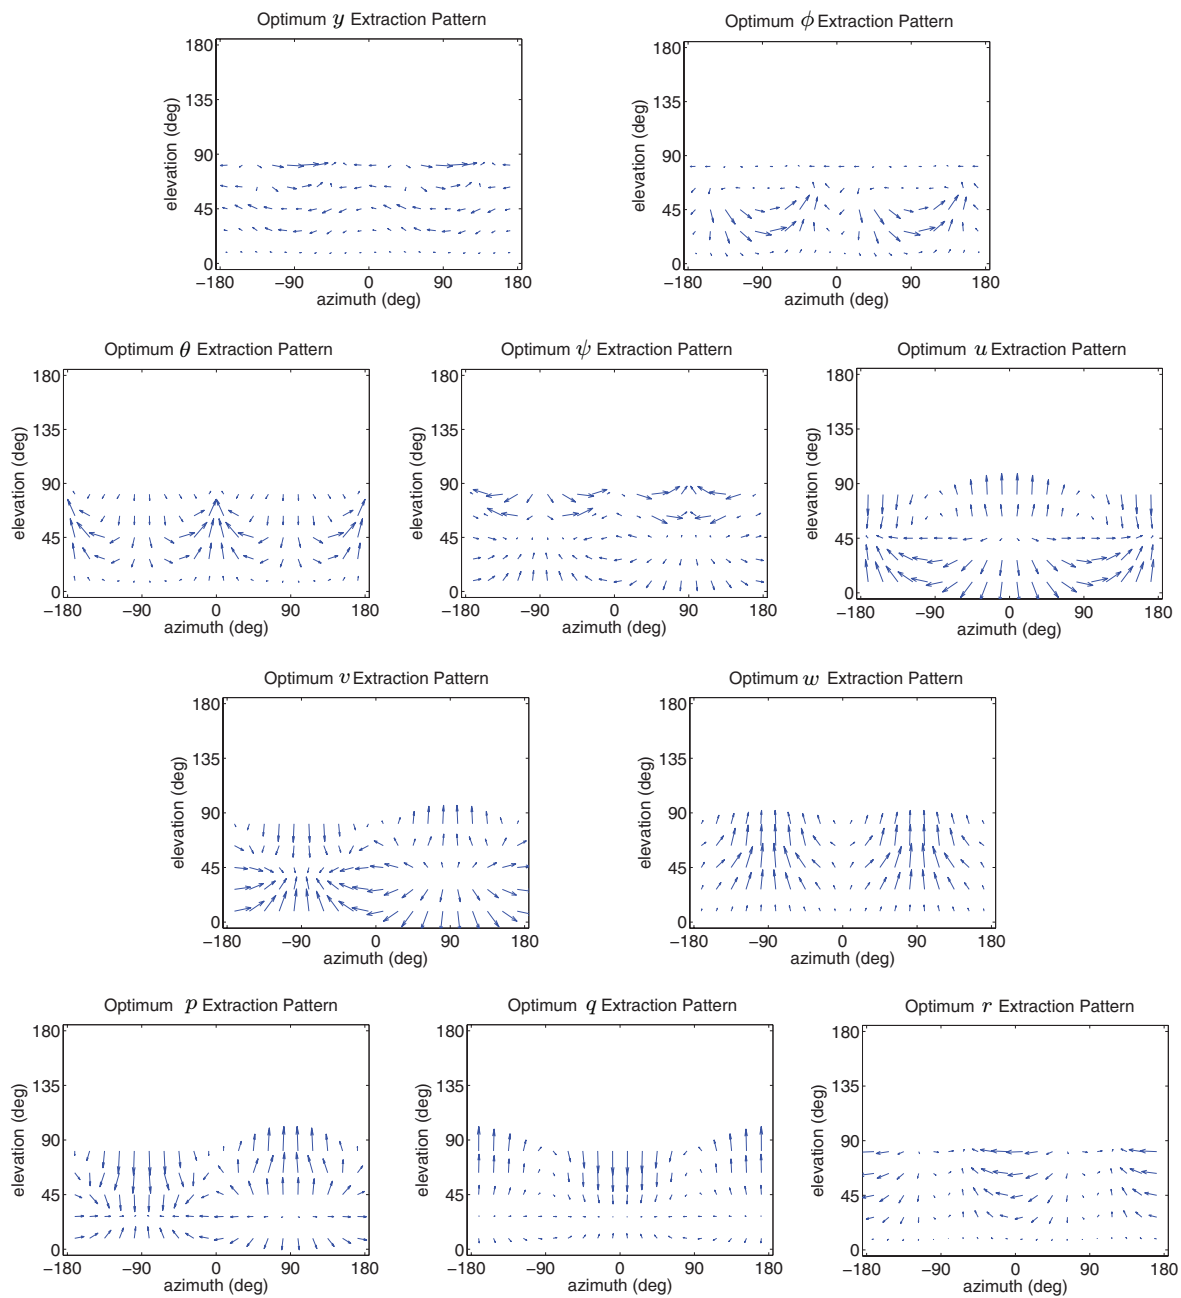 Optimum y Extraction Pattern
180
135
90
45
0
elevation (deg)
−180 −90 0 90 180
azimuth (deg)
Optimum ϕ Extraction Pattern
180
135
90
45
0
elevation (deg)
−180 −90 0 90 180
azimuth (deg)
Optimum θ Extraction Pattern
180
135
90
45
0
elevation (deg)
−180 −90 0 90 180
azimuth (deg)
Optimum ψ Extraction Pattern
180
135
90
45
0
elevation (deg)
−180 −90 0 90 180
azimuth (deg)
Optimum u Extraction Pattern
180
135
90
45
0
elevation (deg)
−180 −90 0 90 180
azimuth (deg)
Optimum v Extraction Pattern
180
135
90
45
0
elevation (deg)
−180 −90 0 90 180
azimuth (deg)
Optimum w Extraction Pattern
180
135
90
45
0
elevation (deg)
−180 −90 0 90 180
azimuth (deg)
Optimum p Extraction Pattern
180
135
90
45
0
elevation (deg)
−180 −90 0 90 180
azimuth (deg)
Optimum q Extraction Pattern
180
135
90
45
0
elevation (deg)
−180 −90 0 90 180
azimuth (deg)
Optimum r Extraction Pattern
180
135
90
45
0
elevation (deg)
−180 −90 0 90 180
azimuth (deg)